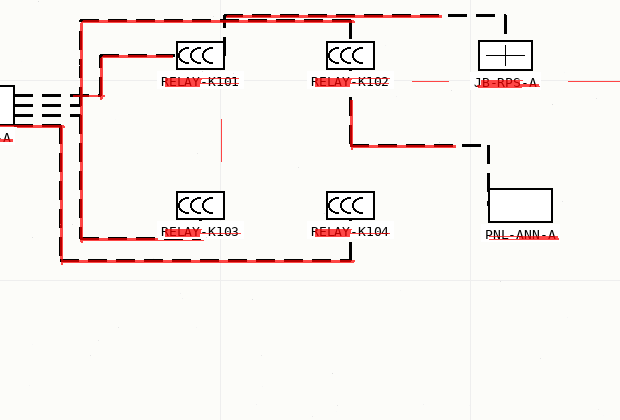 RELAY-K101
RELAY-K102
JB-RPS-A
A
RELAY-K103
RELAY-K104
PNL-ANN-A